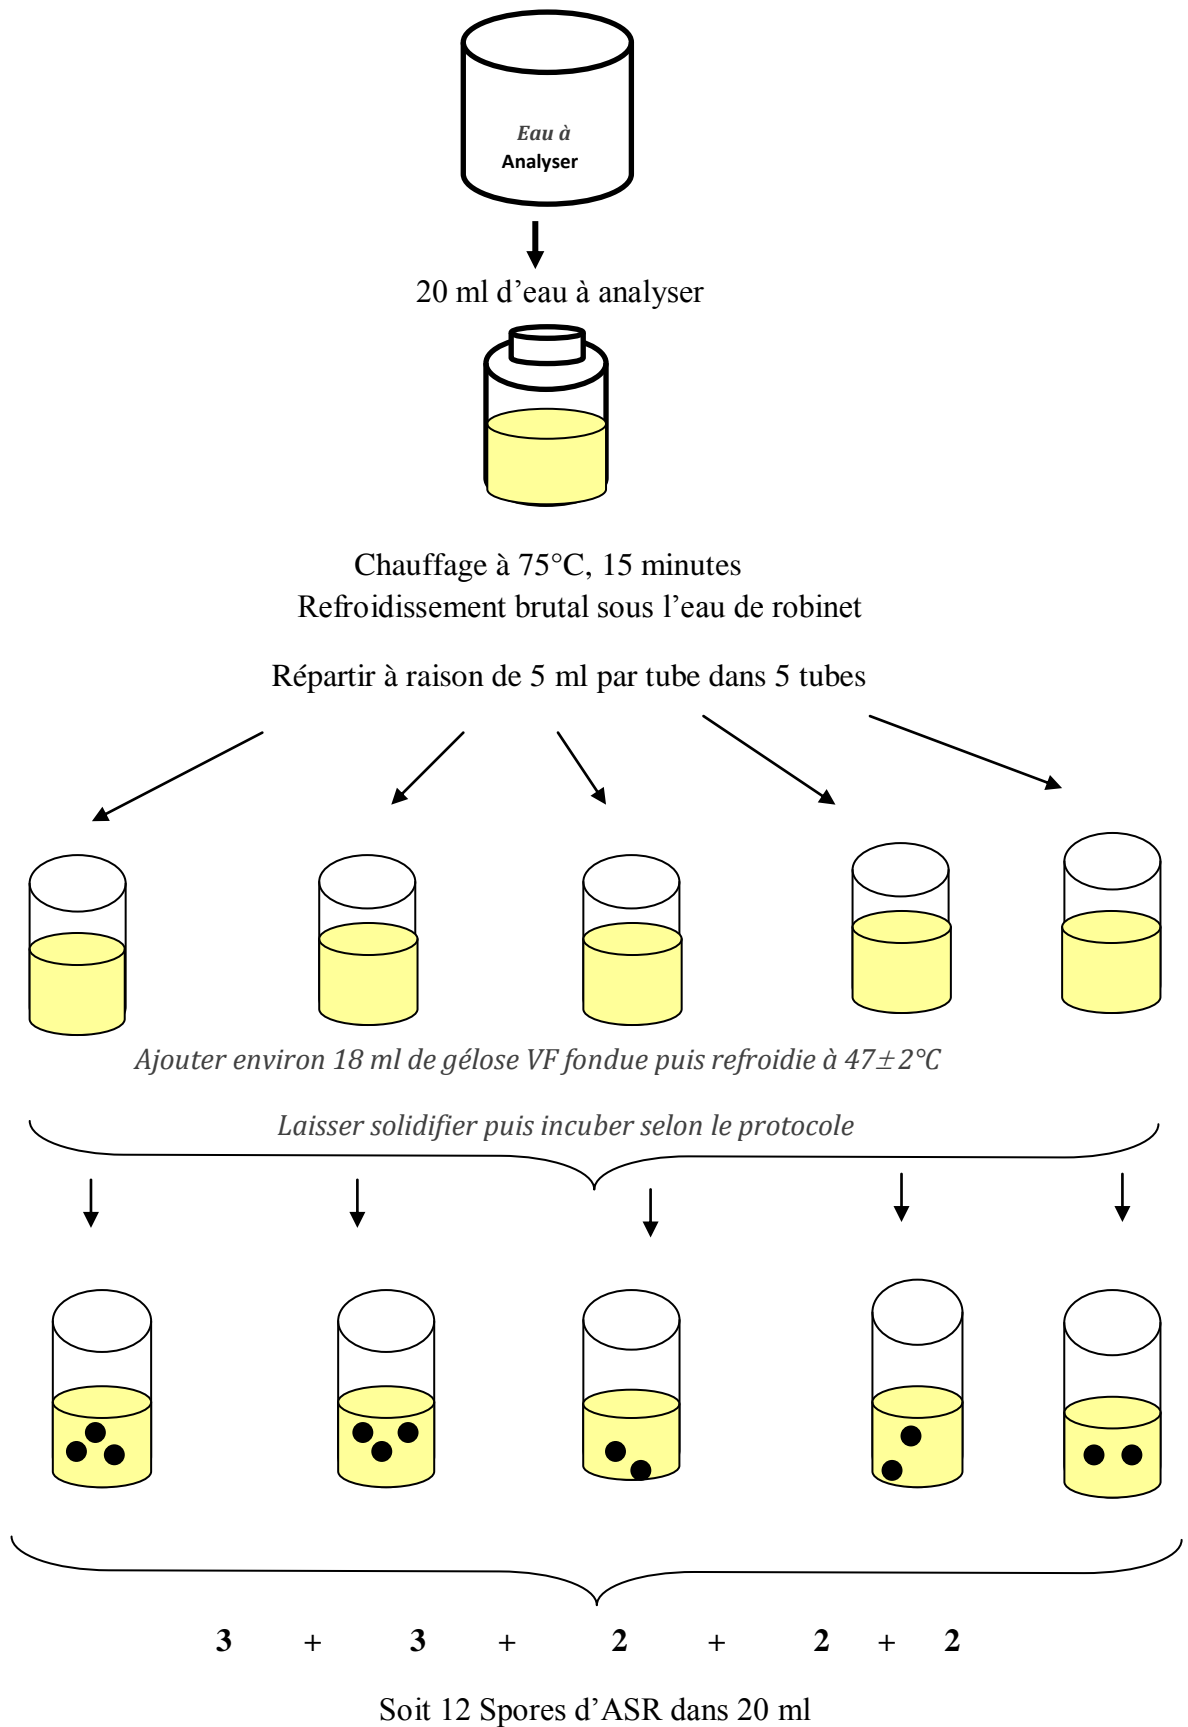 Eau à
Analyser
20 ml d’eau à analyser
Chauffage à 75°C, 15 minutes
Refroidissement brutal sous l’eau de robinet
Répartir à raison de 5 ml par tube dans 5 tubes
Ajouter environ 18 ml de gélose VF fondue puis refroidie à 47±2°C
Laisser solidifier puis incuber selon le protocole
3 + 3 + 2 + 2 + 2
Soit 12 Spores d’ASR dans 20 ml